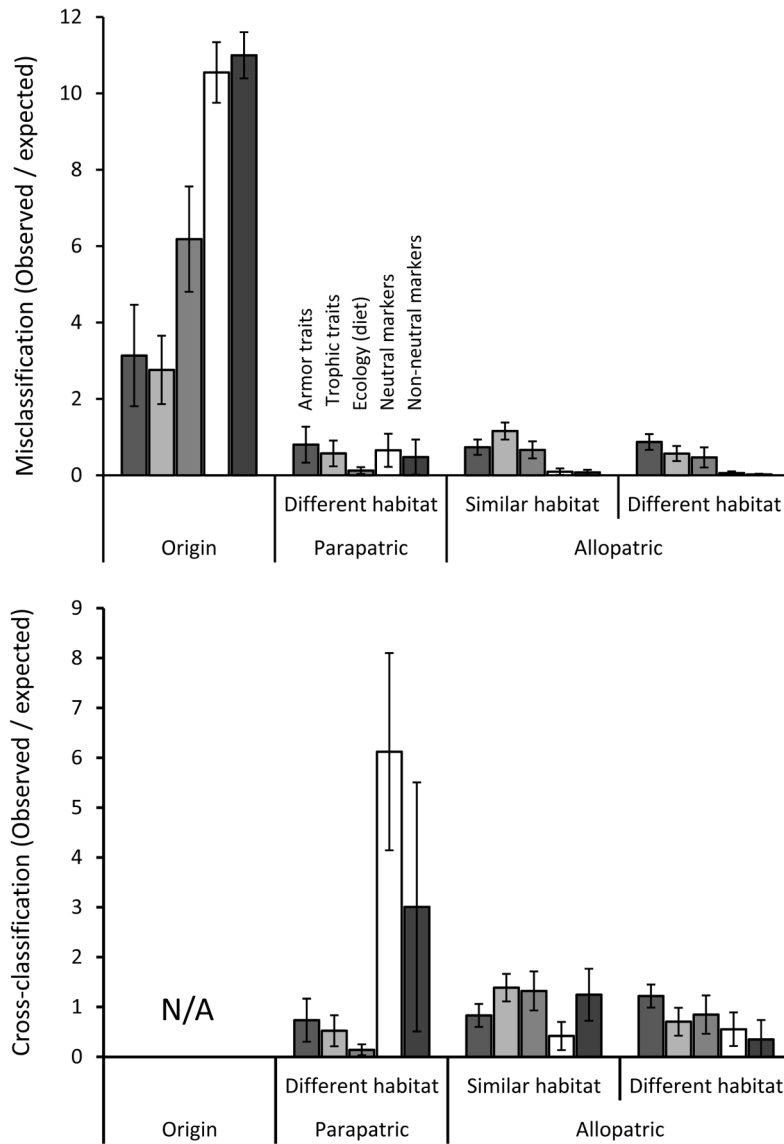 Misclassification (Observed / expected)
12
10
8
6
4
2
0
Armor traits
Trophic traits
Ecology (diet)
Neutral markers
Non-neutral markers
Different habitat
Similar habitat
Different habitat
Origin
Parapatric
Allopatric
Cross-classification (Observed / expected)
9
8
7
6
5
4
3
2
1
0
N/A
Different habitat
Similar habitat
Different habitat
Origin
Parapatric
Allopatric